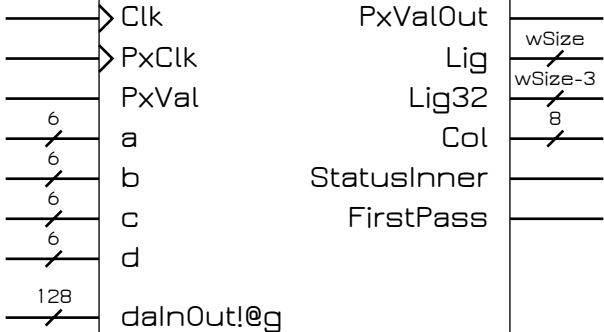 Clk PxValOut
PxClk Lig wSize
PxVal Lig32 wSize-3
6 a Col 8
6 b StatusInner
6 c FirstPass
6 d
128 daInOut!@g